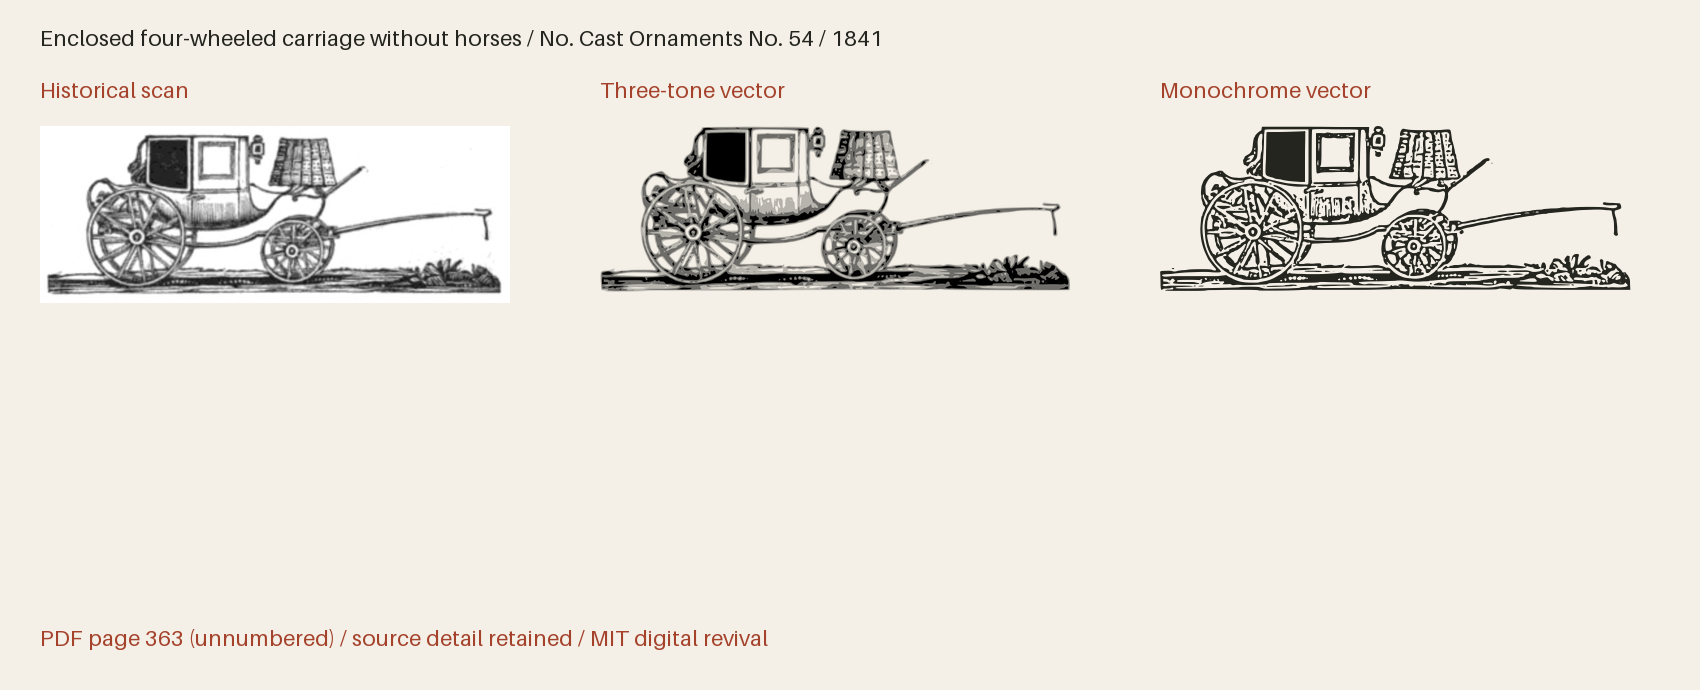 Enclosed four-wheeled carriage without horses / No. Cast Ornaments No. 54 / 1841
Historical scan
Three-tone vector
Monochrome vector
PDF page 363 (unnumbered) / source detail retained / MIT digital revival